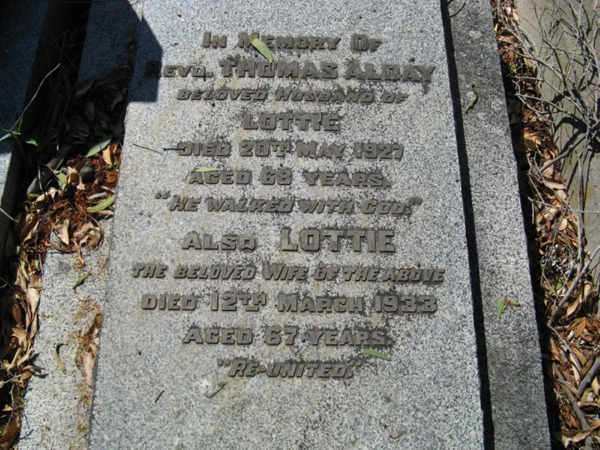 In Memory Of
Revd. THOMAS ALDAY
Beloved Husband of
LOTTIE
Died 20th May 1927
Aged 68 Years.
"He walked with God."
Also LOTTIE
the beloved Wife of the above
Died 12th March 1933
Aged 67 Years.
"Re-united."